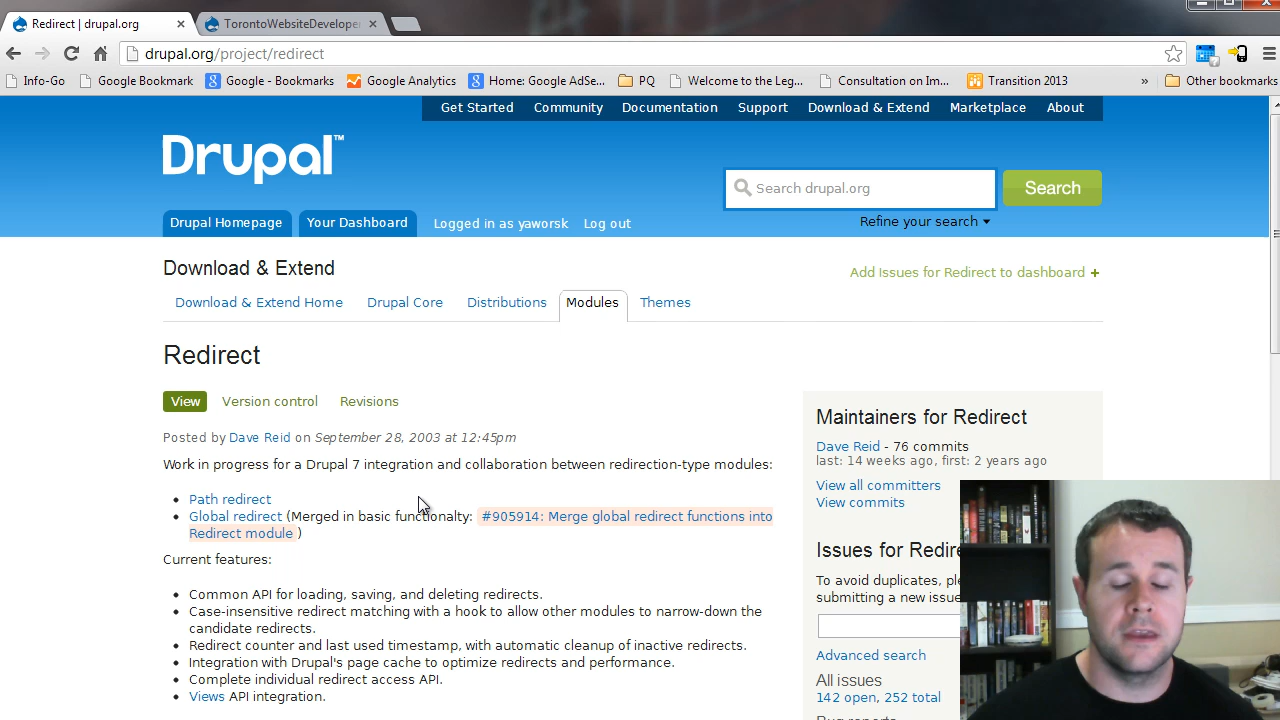 Redirect | drupal.org
TorontoWebsiteDeveloper
drupal.org/project/redirect
Info-Go Google Bookmark Google - Bookmarks Google Analytics Home: Google AdSe... PQ Welcome to the Leg... Consultation on Im... Transition 2013 » Other bookmarks
Get Started Community Documentation Support Download & Extend Marketplace About
Drupal™
Search drupal.org Search
Refine your search
Drupal Homepage Your Dashboard Logged in as yaworsk Log out
Download & Extend
Add Issues for Redirect to dashboard +
Download & Extend Home Drupal Core Distributions Modules Themes
Redirect
View Version control Revisions
Posted by Dave Reid on September 28, 2003 at 12:45pm
Work in progress for a Drupal 7 integration and collaboration between redirection-type modules:
Path redirect
Global redirect (Merged in basic functionalty: #905914: Merge global redirect functions into
Redirect module )
Current features:
Common API for loading, saving, and deleting redirects.
Case-insensitive redirect matching with a hook to allow other modules to narrow-down the
candidate redirects.
Redirect counter and last used timestamp, with automatic cleanup of inactive redirects.
Integration with Drupal's page cache to optimize redirects and performance.
Complete individual redirect access API.
Views API integration.
Maintainers for Redirect
Dave Reid - 76 commits
last: 14 weeks ago, first: 2 years ago
View all committers
View commits
Issues for Redire
To avoid duplicates, ple
submitting a new issue
Advanced search
All issues
142 open, 252 total
Bug reports